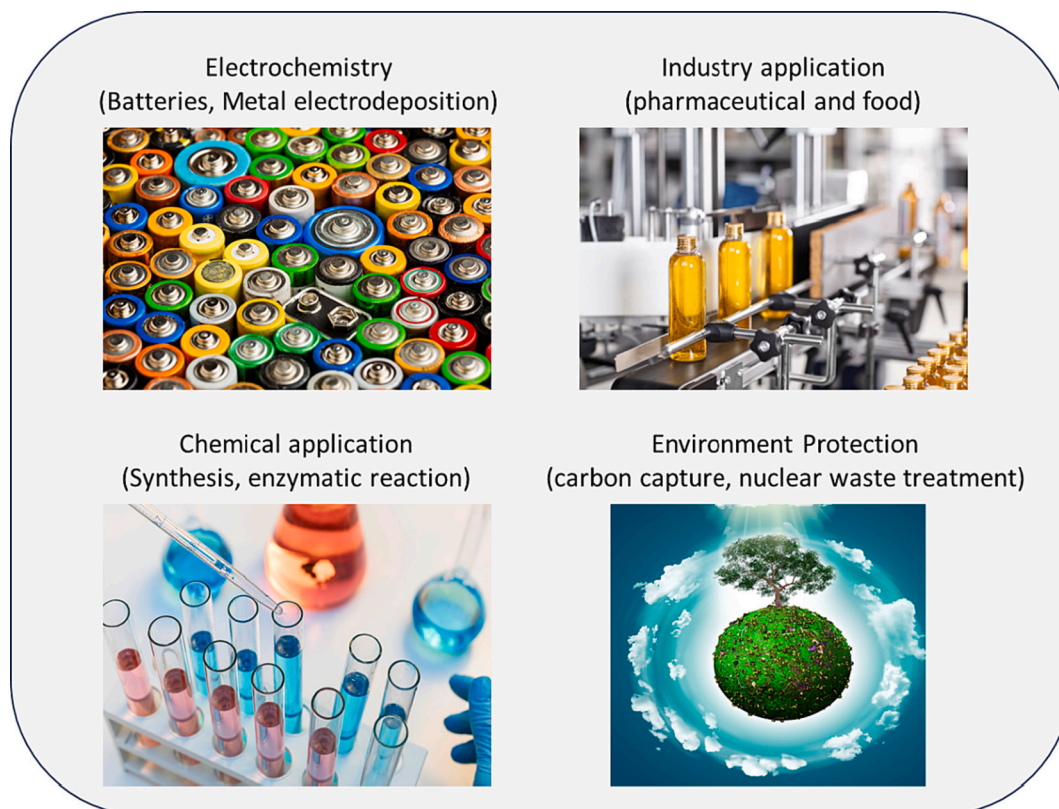 Electrochemistry
(Batteries, Metal electrodeposition)
Industry application
(pharmaceutical and food)
Chemical application
(Synthesis, enzymatic reaction)
Environment Protection
(carbon capture, nuclear waste treatment)